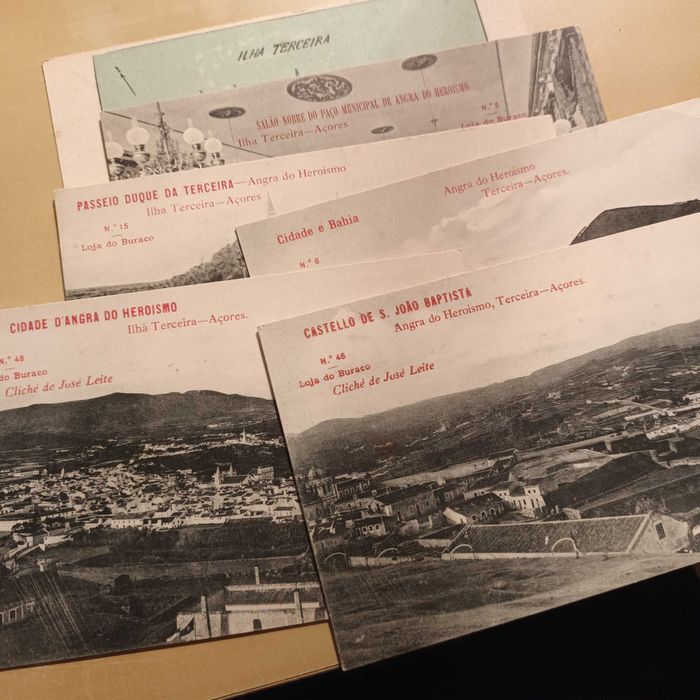 ILHA TERCEIRA
SALÃO NOBRE DO PAÇO MUNICIPAL DE ANGRA DO HEROISMO
Ilha Terceira—Açores
N.º 5
PASSEIO DUQUE DA TERCEIRA—Angra do Heroismo
Ilha Terceira—Açores
N.º 15
Loja do Buraco
Cidade e Bahia
Angra do Heroismo
Terceira—Açores.
N.º 6
CIDADE D'ANGRA DO HEROISMO
Ilha Terceira—Açores.
N.º 48
Loja do Buraco
Cliché de José Leite
CASTELLO DE S. JOÃO BAPTISTA
Angra do Heroismo, Terceira—Açores.
N.º 46
Loja do Buraco
Cliché de José Leite